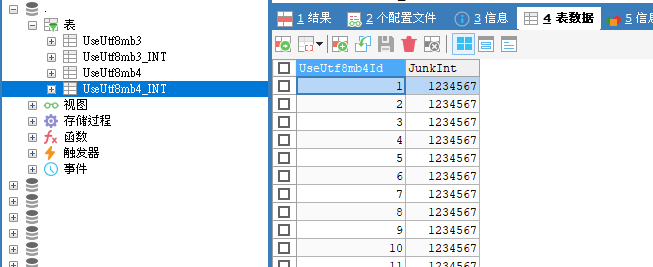 .
表
UseUtf8mb3
UseUtf8mb3_INT
UseUtf8mb4
UseUtf8mb4_INT
视图
存储过程
函数
触发器
事件
1 结果 2 个配置文件 3 信息 4 表数据 5 信息
UseUtf8mb4Id JunkInt
1 1234567
2 1234567
3 1234567
4 1234567
5 1234567
6 1234567
7 1234567
8 1234567
9 1234567
10 1234567
11 1234567